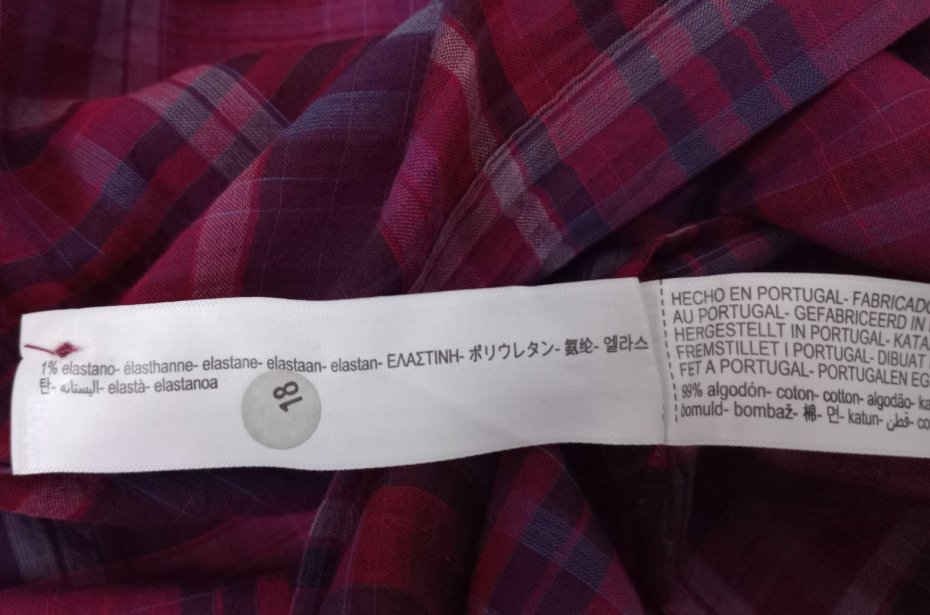 1% elastano- élasthanne- elastane- elastaan- elastan- ΕΛΑΣΤΙΝΗ- ポリウレタン- 氨纶- 엘라스
탄- اليستانه- elastà- elastanoa
18
HECHO EN PORTUGAL- FABRICADO
AU PORTUGAL- GEFABRICEERD IN
HERGESTELLT IN PORTUGAL- KATA
FREMSTILLET I PORTUGAL- DIBUAT
FET A PORTUGAL- PORTUGALEN EG
99% algodón- coton- cotton- algodão- ka
bomuld- bombaž- 棉- 면- katun- قطن- co